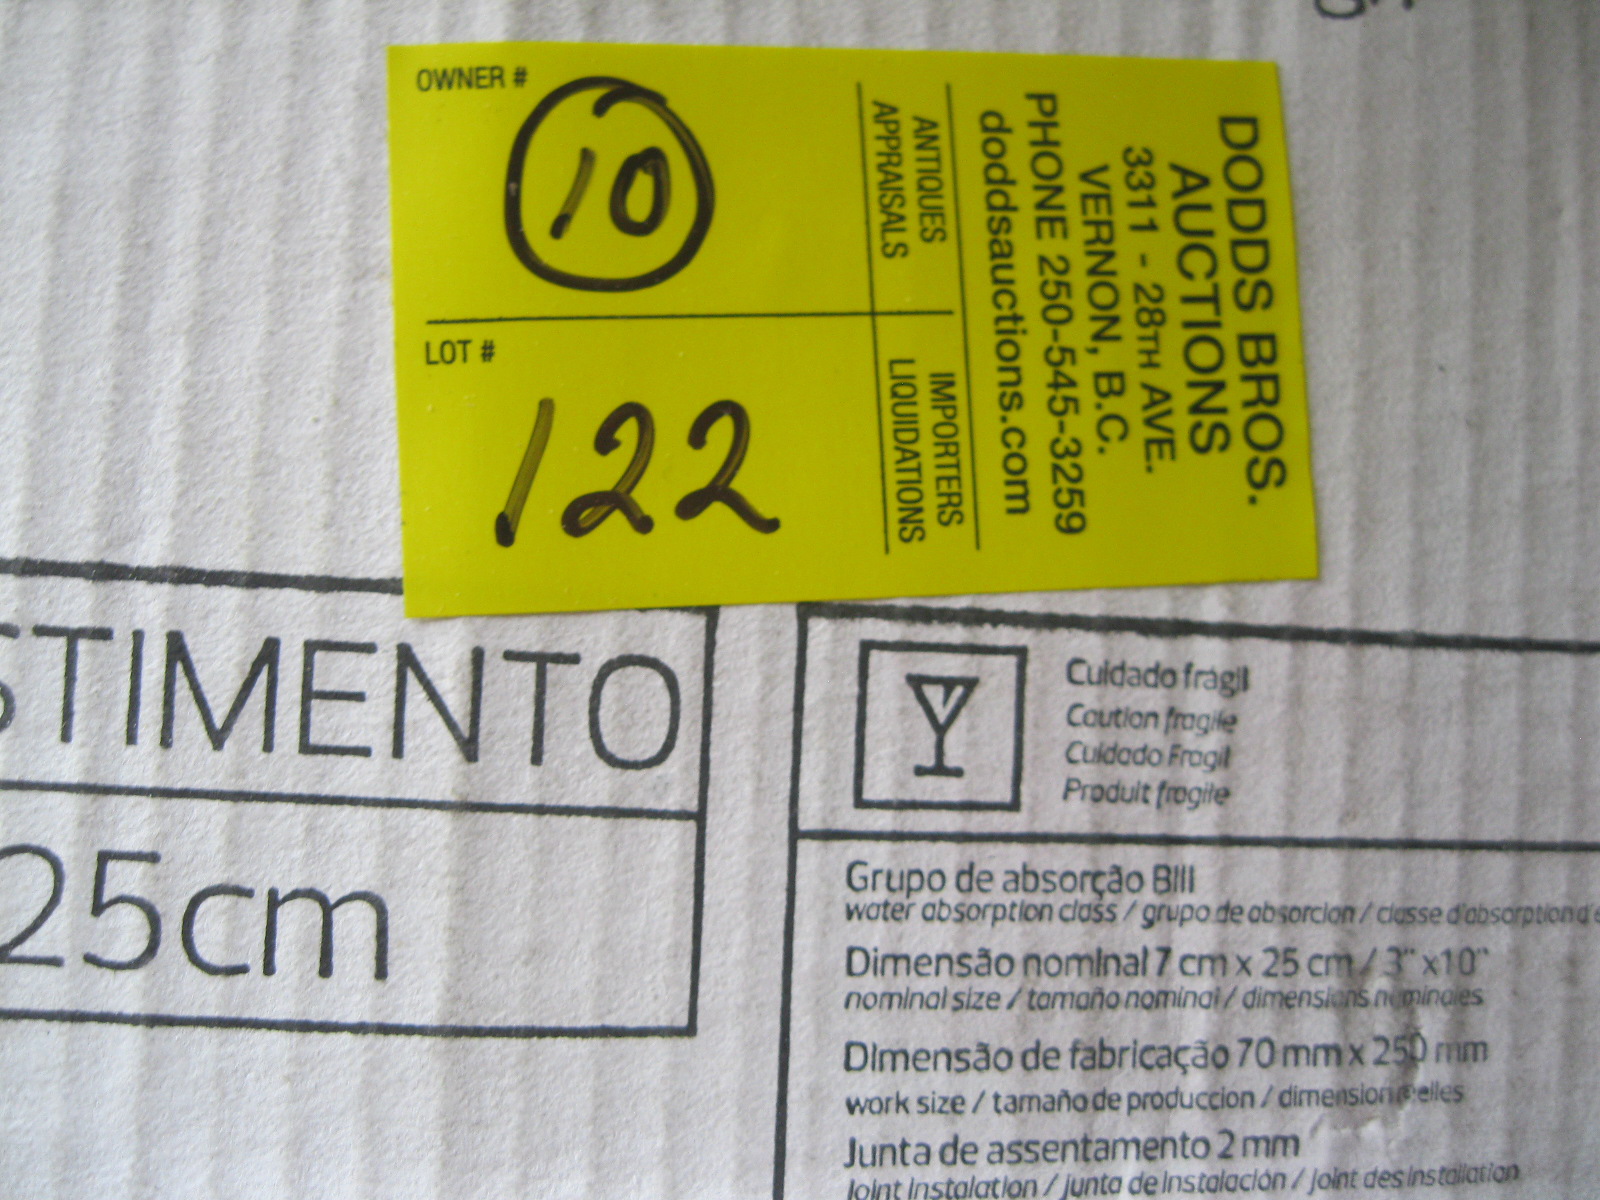 OWNER #
10
LOT #
122
DODDS BROS.
AUCTIONS
3311 - 28TH AVE.
VERNON, B.C.
PHONE 250-545-3259
doddsauctions.com
ANTIQUES
APPRAISALS
IMPORTERS
LIQUIDATIONS
STIMENTO
25cm
Cuidado fragil
Caution fragile
Cuidado Fragil
Produit fragile
Grupo de absorção BIII
water absorption class / grupo de absorcion / classe d'absorption d'e
Dimensão nominal 7 cm x 25 cm / 3" x10"
nominal size / tamaño nominal / dimensions nominales
Dimensão de fabricação 70 mm x 250 mm
work size / tamaño de produccion / dimension reelles
Junta de assentamento 2 mm
joint instalation / junta de instalación / joint des installation